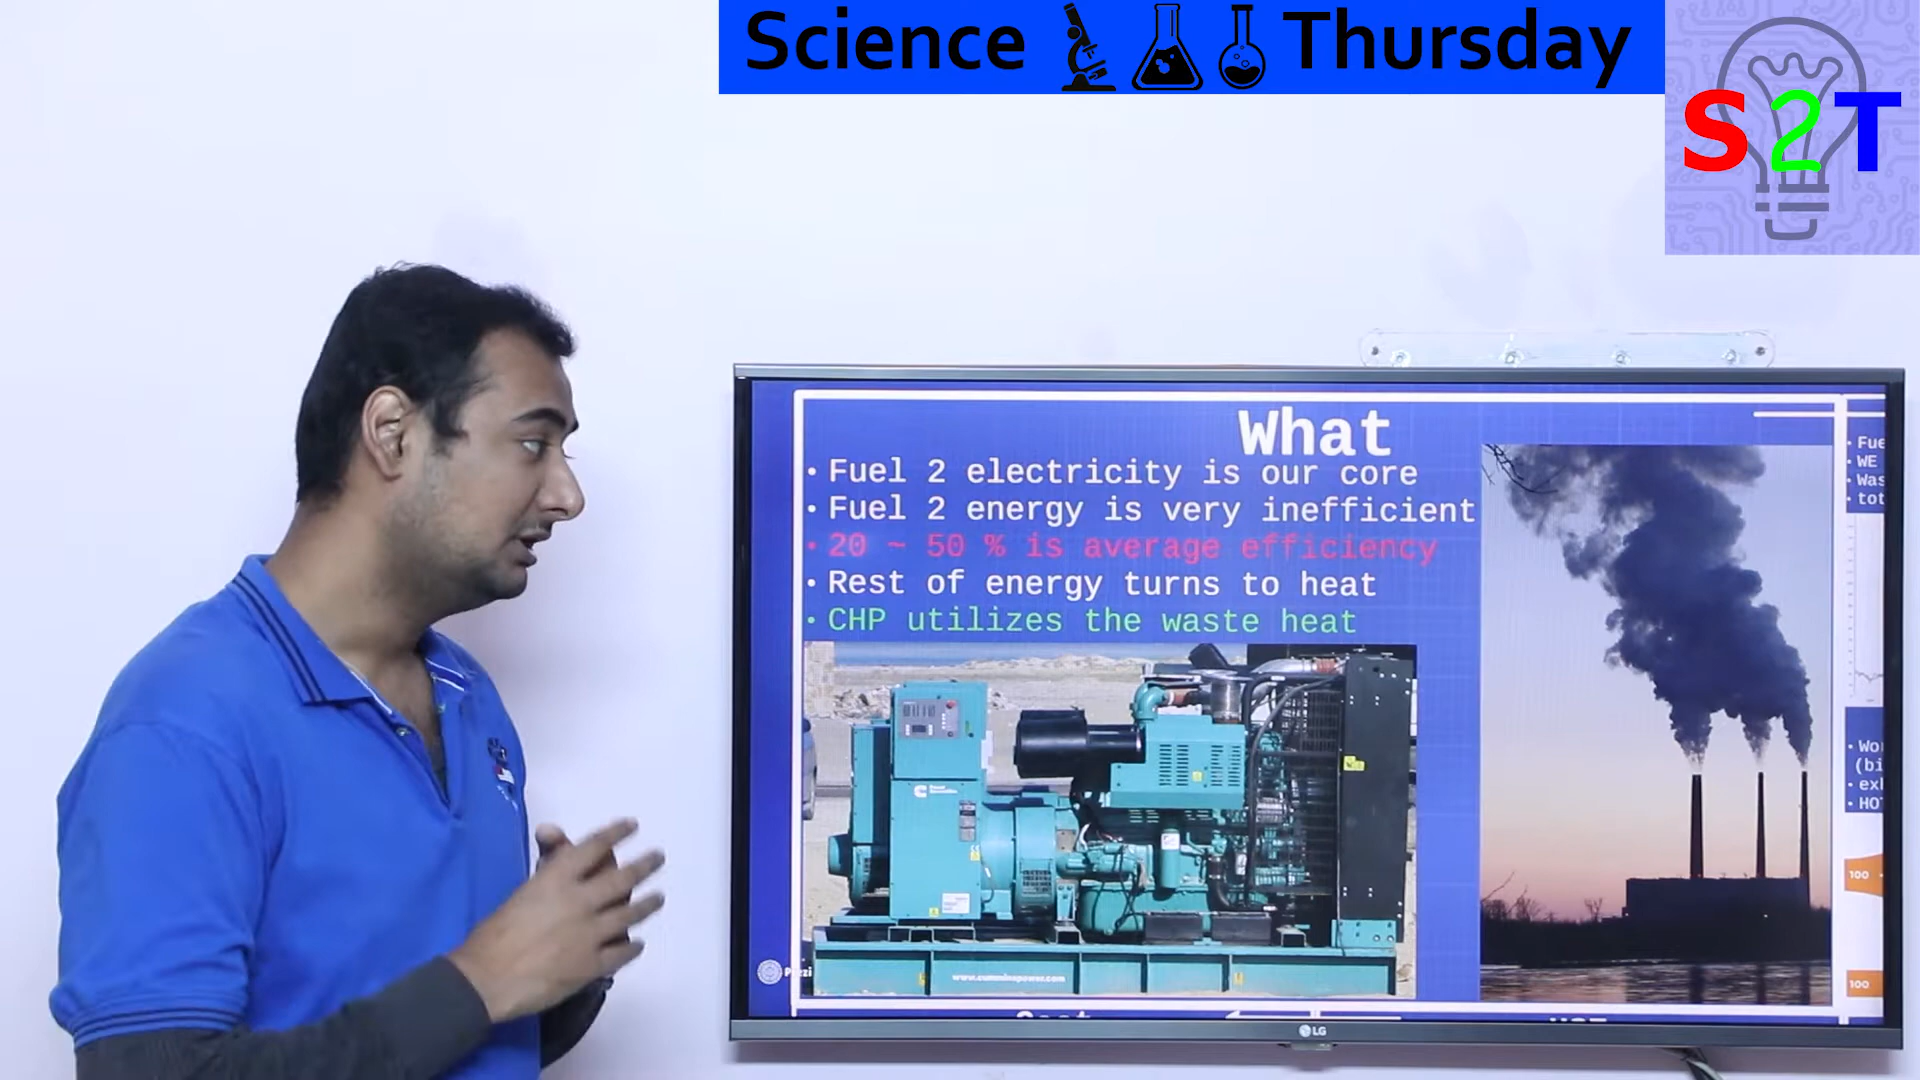 Science Thursday
S2T
What
• Fuel 2 electricity is our core
• Fuel 2 energy is very inefficient
• 20 ~ 50 % is average efficiency
• Rest of energy turns to heat
• CHP utilizes the waste heat
www.cumminspower.com
LG
• WE
100
100